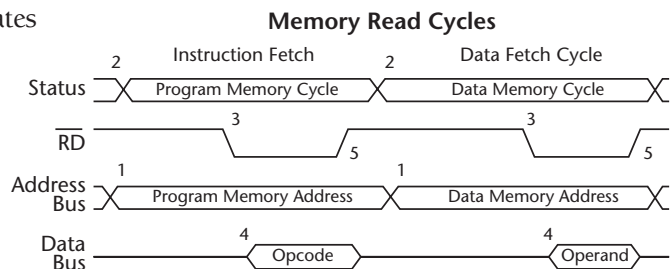 ates
Memory Read Cycles
Instruction Fetch Data Fetch Cycle
2 2
Status Program Memory Cycle Data Memory Cycle
3 3
RD
5 5
1 1
Address
Bus Program Memory Address Data Memory Address
4 4
Data
Bus Opcode Operand